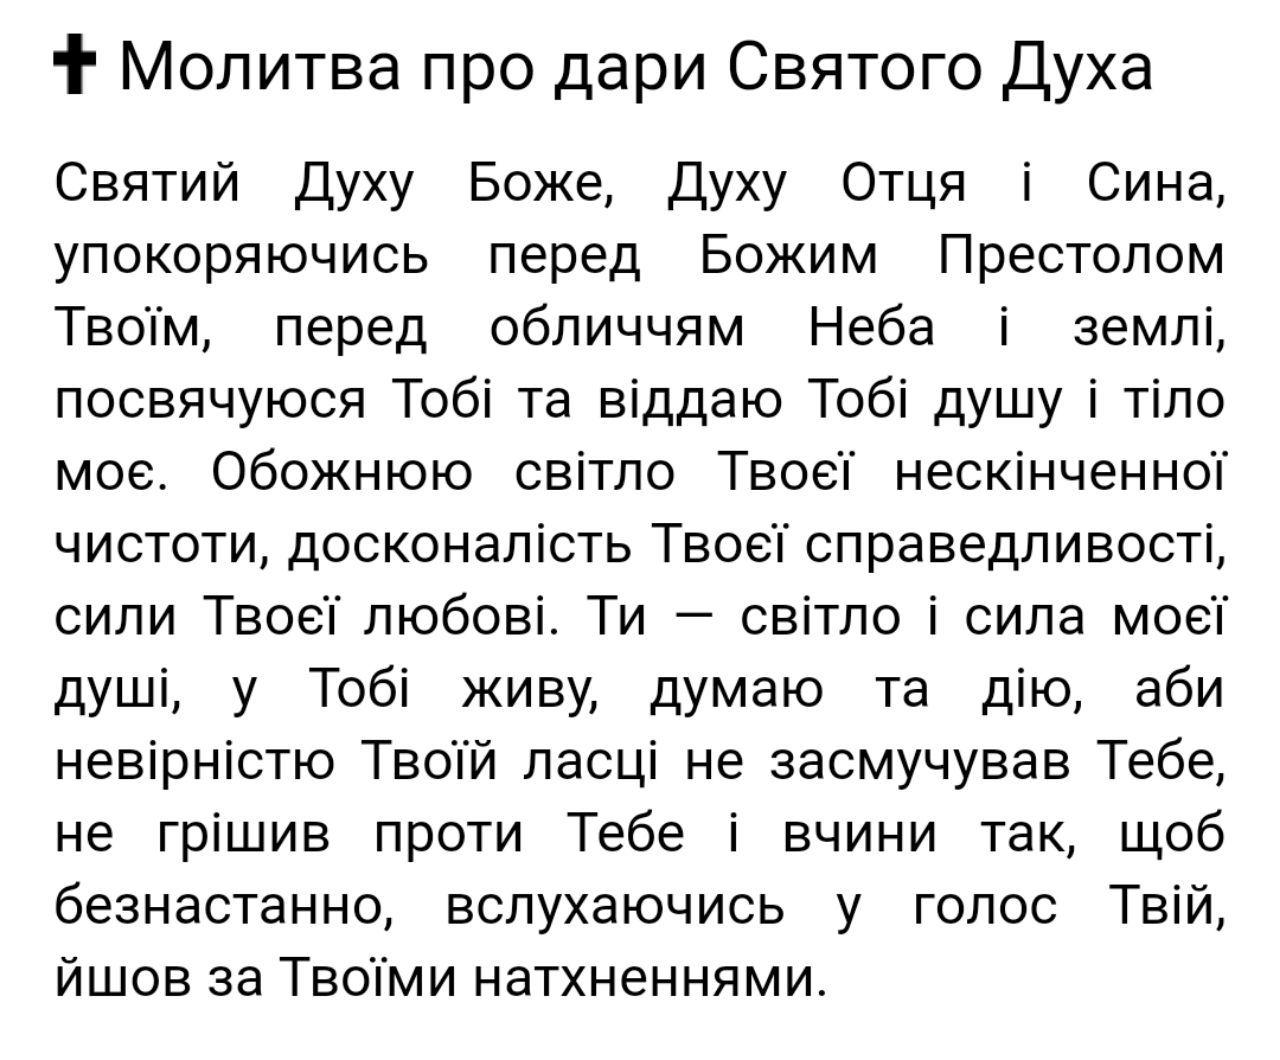 ✝ Молитва про дари Святого Духа
Святий Духу Боже, Духу Отця і Сина,
упокоряючись перед Божим Престолом
Твоїм, перед обличчям Неба і землі,
посвячуюся Тобі та віддаю Тобі душу і тіло
моє. Обожнюю світло Твоєї нескінченної
чистоти, досконалість Твоєї справедливості,
сили Твоєї любові. Ти — світло і сила моєї
душі, у Тобі живу, думаю та дію, аби
невірністю Твоїй ласці не засмучував Тебе,
не грішив проти Тебе і вчини так, щоб
безнастанно, вслухаючись у голос Твій,
йшов за Твоїми натхненнями.